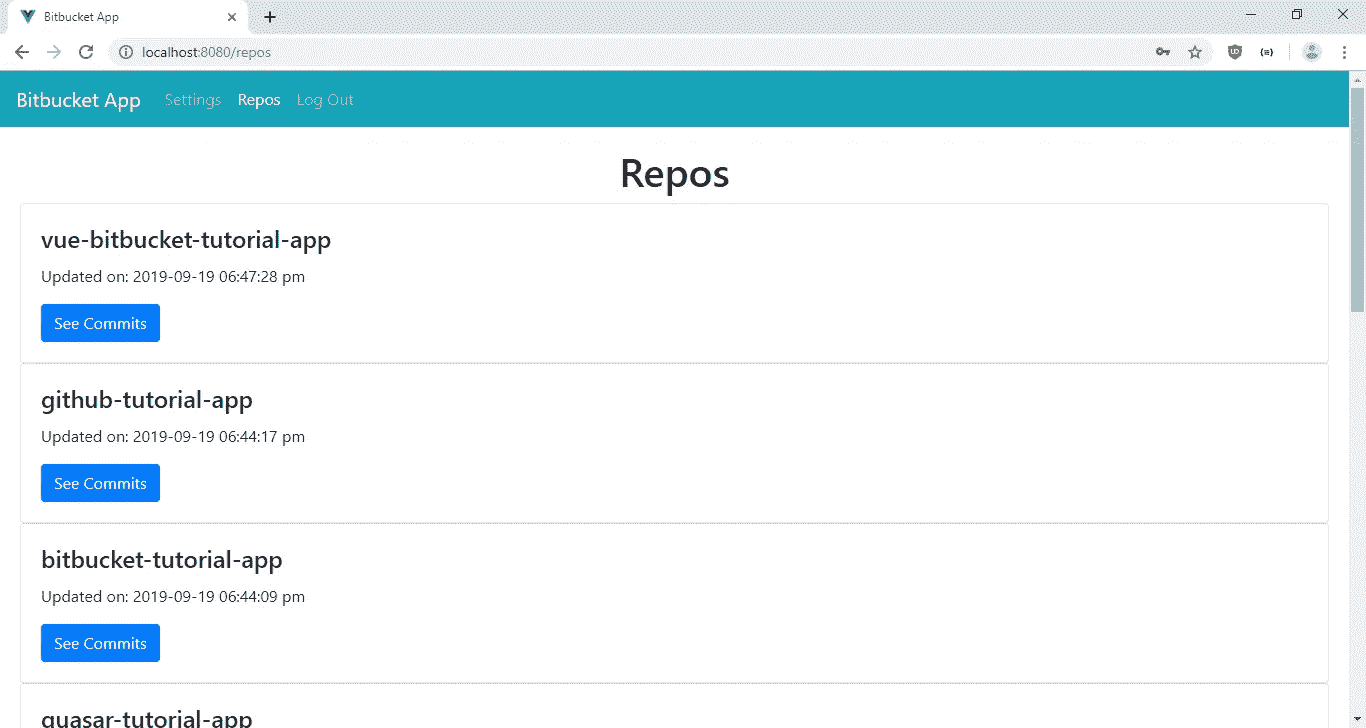 Bitbucket App
localhost:8080/repos
Bitbucket App Settings Repos Log Out
Repos
vue-bitbucket-tutorial-app
Updated on: 2019-09-19 06:47:28 pm
See Commits
github-tutorial-app
Updated on: 2019-09-19 06:44:17 pm
See Commits
bitbucket-tutorial-app
Updated on: 2019-09-19 06:44:09 pm
See Commits
quasar-tutorial-app